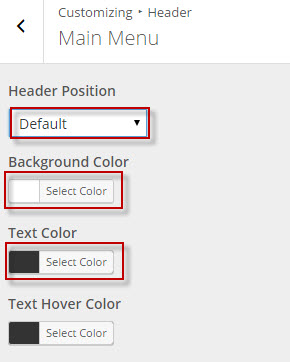 Customizing ▸ Header
Main Menu
Header Position
Default
Background Color
Select Color
Text Color
Select Color
Text Hover Color
Select Color